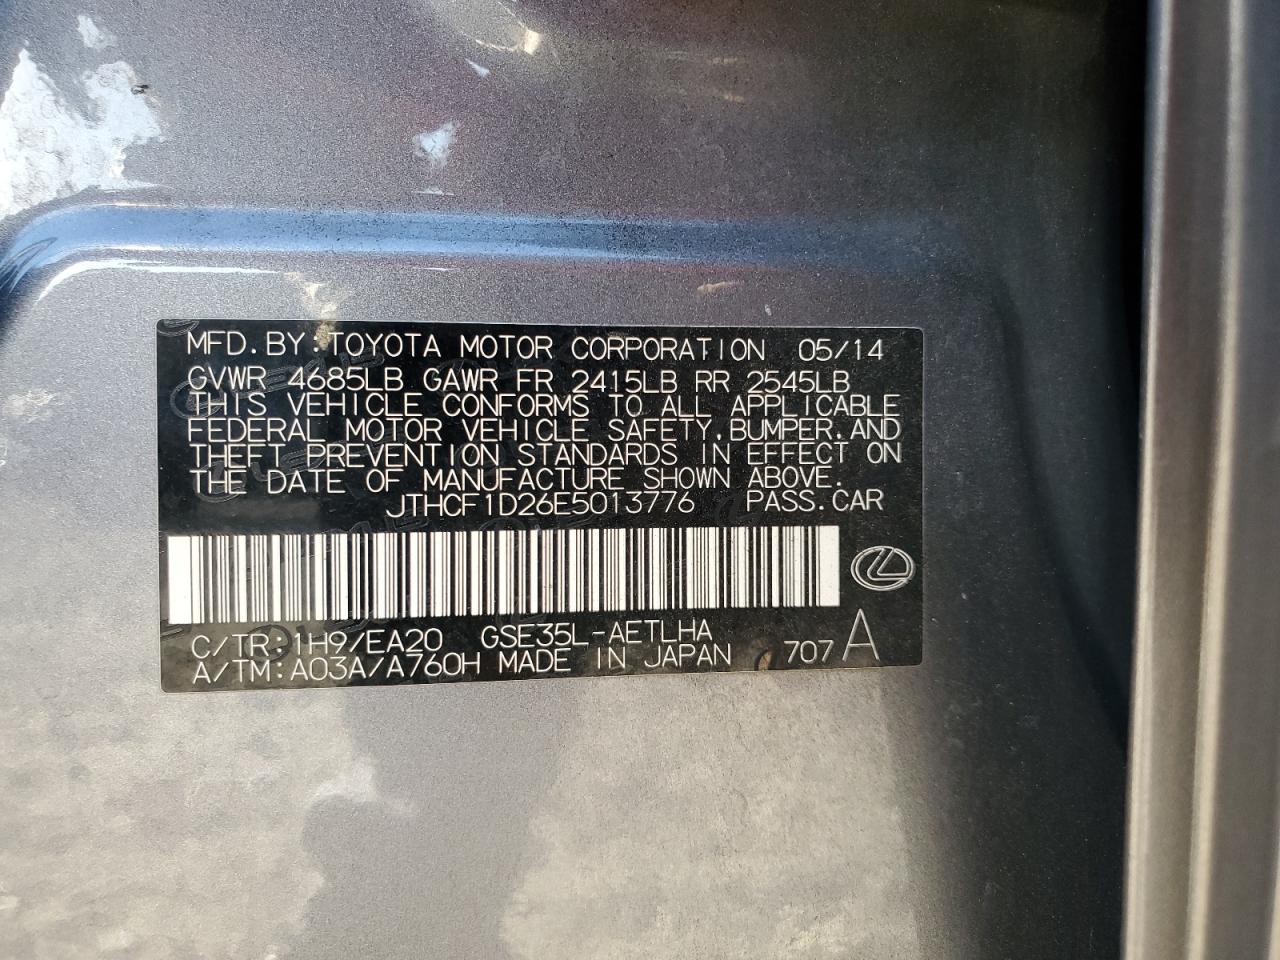 MFD.BY:TOYOTA MOTOR CORPORATION 05/14
GVWR 4685LB GAWR FR 2415LB RR 2545LB
THIS VEHICLE CONFORMS TO ALL APPLICABLE
FEDERAL MOTOR VEHICLE SAFETY,BUMPER,AND
THEFT PREVENTION STANDARDS IN EFFECT ON
THE DATE OF MANUFACTURE SHOWN ABOVE.
JTHCF1D26E5013776 PASS.CAR
C/TR:1H9/EA20 GSE35L-AETLHA
A/TM:A03A/A760H MADE IN JAPAN 707 A